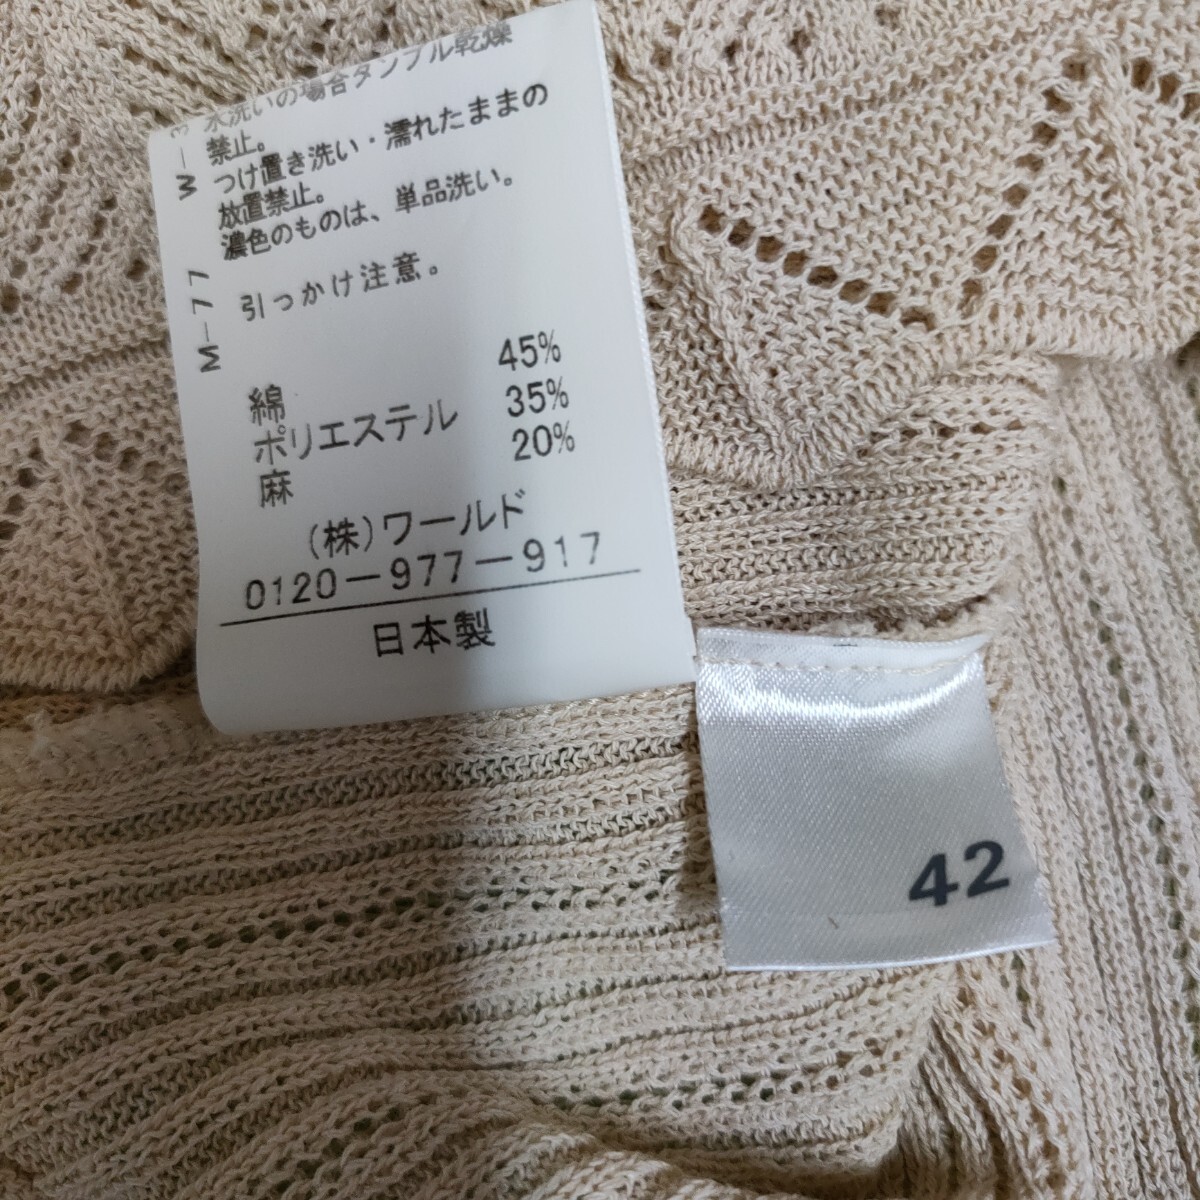 水洗いの場合タンブル乾燥
禁止。
つけ置き洗い・濡れたままの
放置禁止。
濃色のものは、単品洗い。
引っかけ注意。
W-3
M-77
綿 45%
ポリエステル 35%
麻 20%
(株)ワールド
0120-977-917
日本製
42